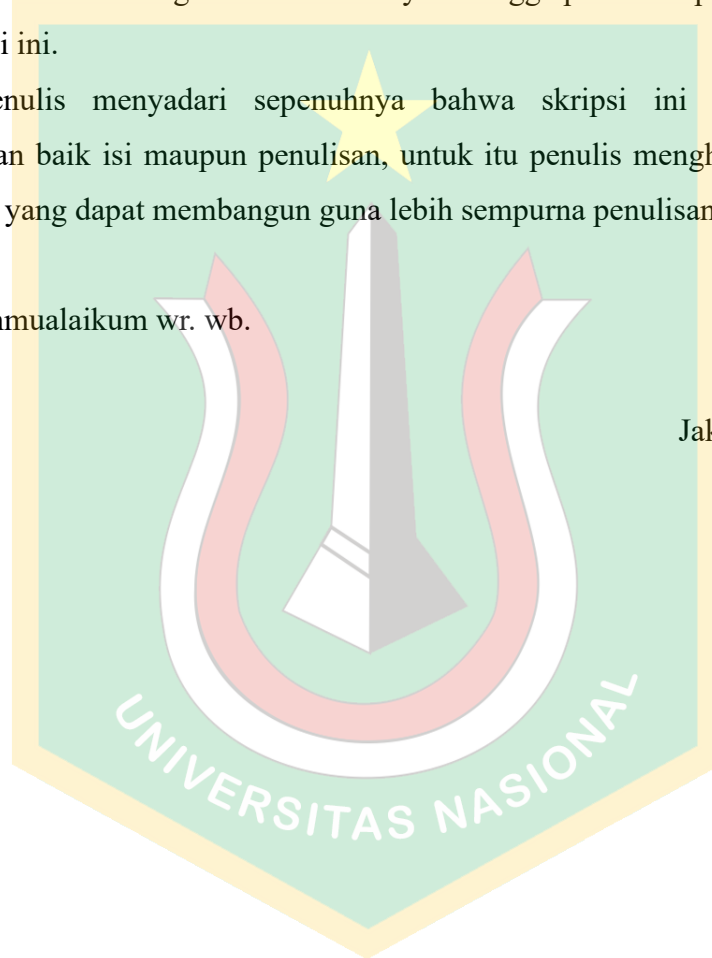 i ini.
enulis menyadari sepenuhnya bahwa skripsi ini
an baik isi maupun penulisan, untuk itu penulis mengh
yang dapat membangun guna lebih sempurna penulisan
mualaikum wr. wb.
Jak
UNIVERSITAS NASIONAL